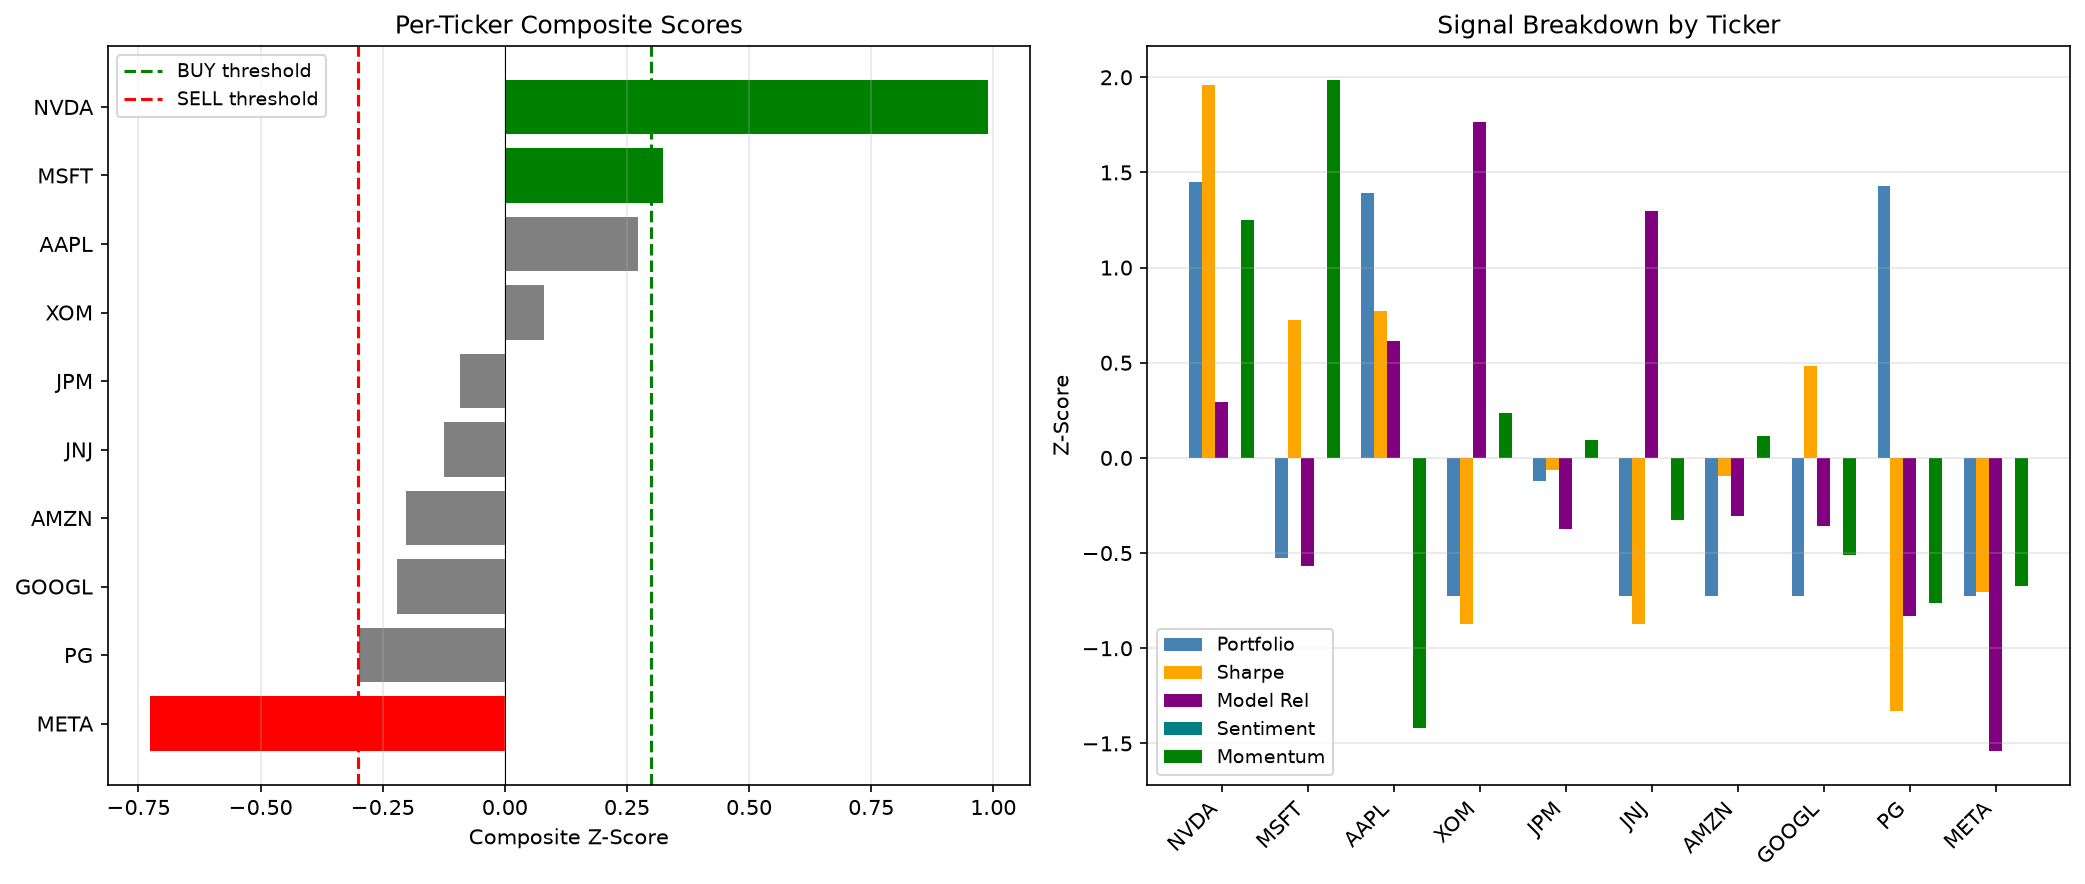 Per-Ticker Composite Scores
BUY threshold
SELL threshold
NVDA
MSFT
AAPL
XOM
JPM
JNJ
AMZN
GOOGL
PG
META
−0.75
−0.50
−0.25
0.00
0.25
0.50
0.75
1.00
Composite Z-Score
Signal Breakdown by Ticker
Z-Score
2.0
1.5
1.0
0.5
0.0
−0.5
−1.0
−1.5
Portfolio
Sharpe
Model Rel
Sentiment
Momentum
NVDA
MSFT
AAPL
XOM
JPM
JNJ
AMZN
GOOGL
PG
META